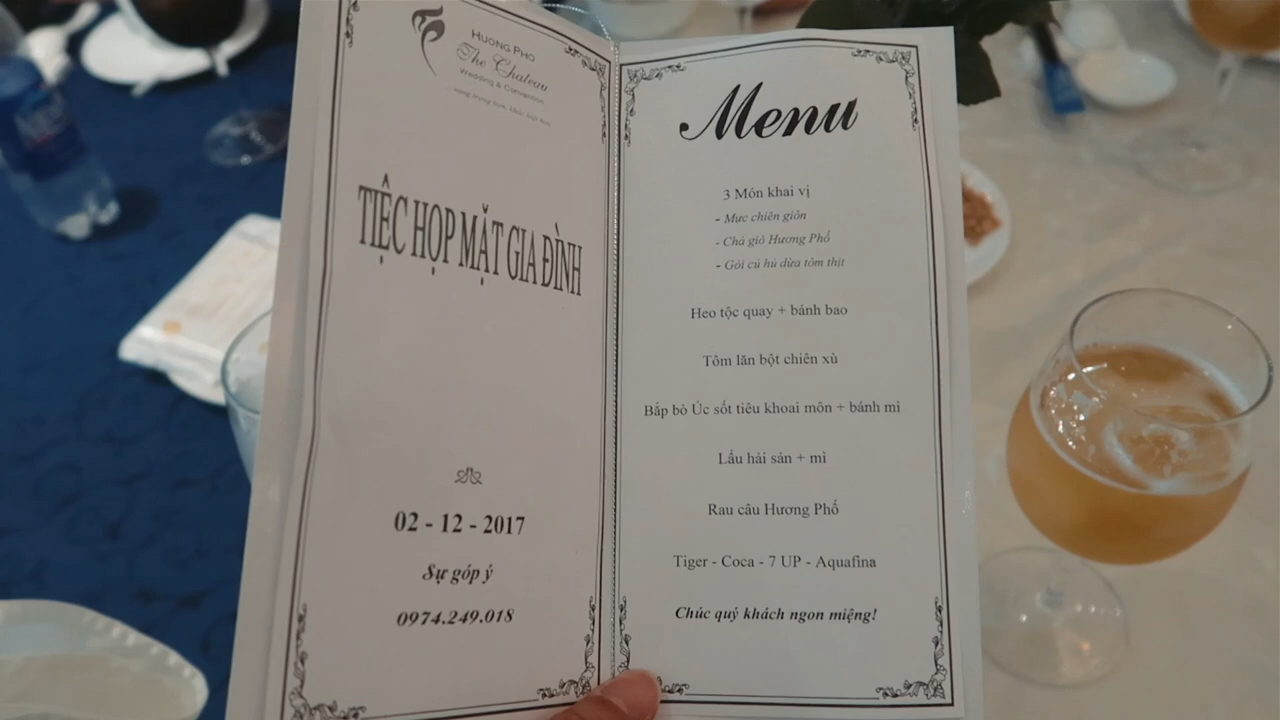 HUONG PHO
The Chateau
Wedding & Convention
TIỆC HỌP MẶT GIA ĐÌNH
02 - 12 - 2017
Sự góp ý
0974.249.018
Menu
3 Món khai vị
- Mực chiên giòn
- Chả giò Hương Phố
- Gỏi củ hủ dừa tôm thịt
Heo tộc quay + bánh bao
Tôm lăn bột chiên xù
Bắp bò Úc sốt tiêu khoai môn + bánh mì
Lẩu hải sản + mì
Rau câu Hương Phố
Tiger - Coca - 7 UP - Aquafina
Chúc quý khách ngon miệng!